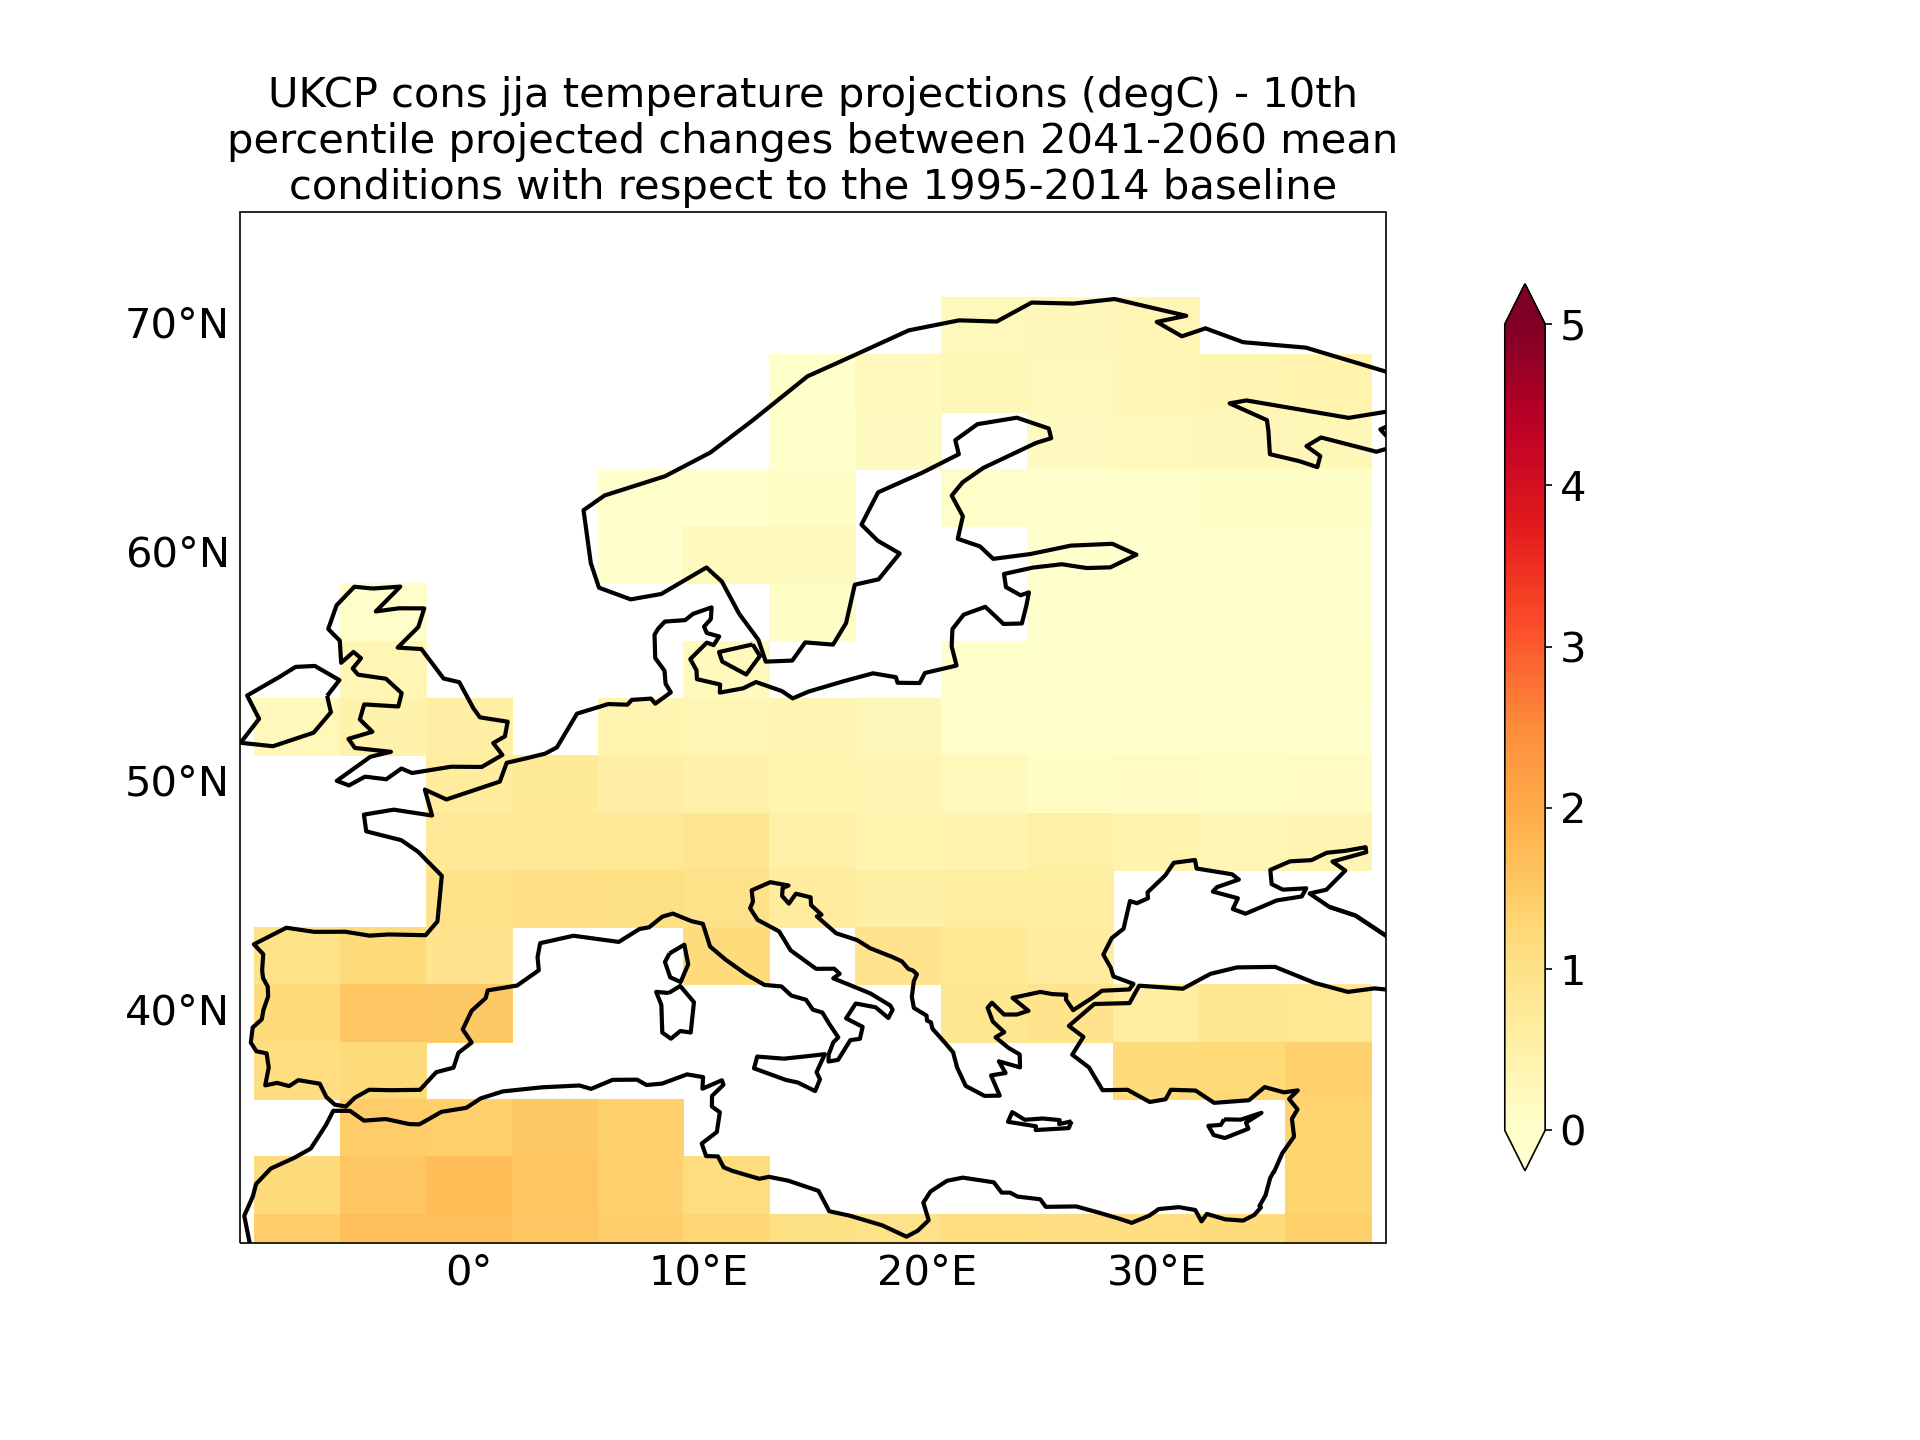 UKCP cons jja temperature projections (degC) - 10th
percentile projected changes between 2041-2060 mean
conditions with respect to the 1995-2014 baseline
70°N
60°N
50°N
40°N
0°
10°E
20°E
30°E
5
4
3
2
1
0